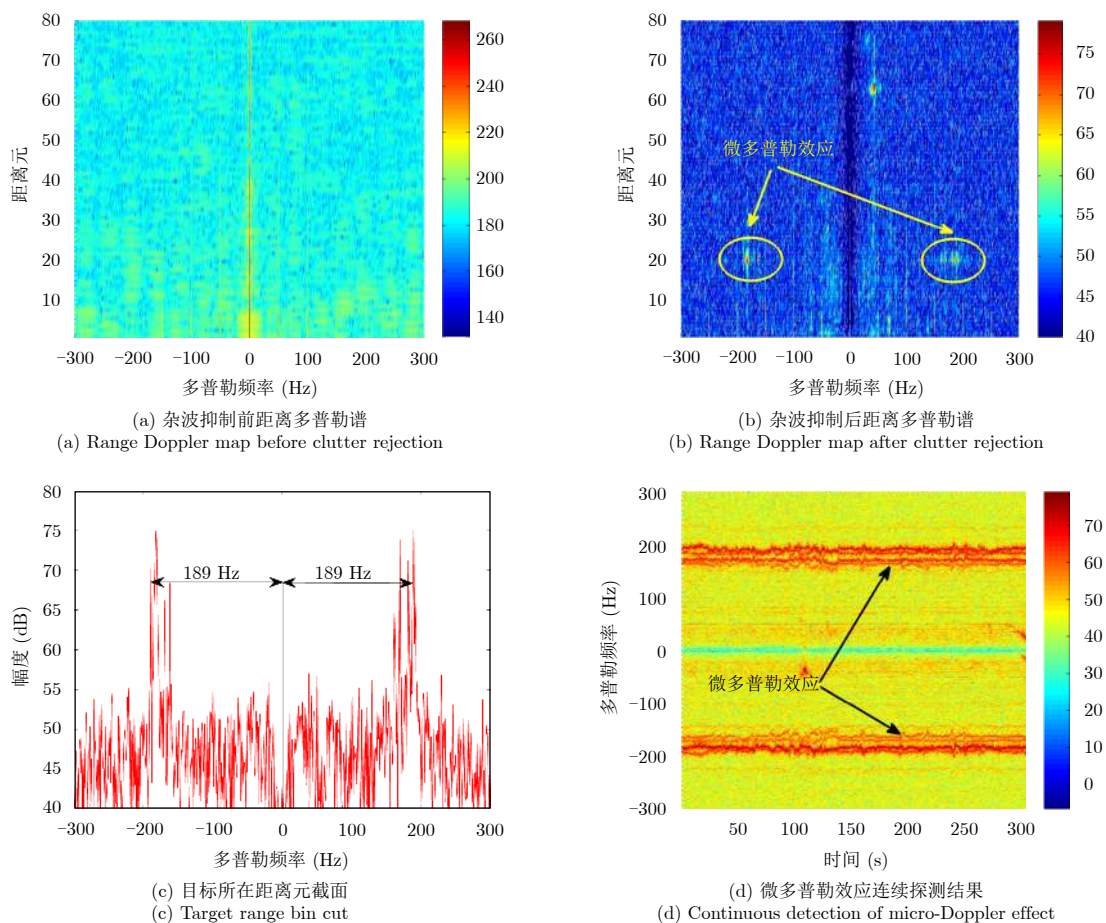 80
70
60
50
40
30
20
10
距离元
−300 −200 −100 0 100 200 300
多普勒频率 (Hz)
260
240
220
200
180
160
140
(a) 杂波抑制前距离多普勒谱
(a) Range Doppler map before clutter rejection
80
70
60
50
40
30
20
10
距离元
微多普勒效应
−300 −200 −100 0 100 200 300
多普勒频率 (Hz)
75
70
65
60
55
50
45
40
(b) 杂波抑制后距离多普勒谱
(b) Range Doppler map after clutter rejection
80
75
70
65
60
55
50
45
40
幅度 (dB)
189 Hz 189 Hz
−300 −200 −100 0 100 200 300
多普勒频率 (Hz)
(c) 目标所在距离元截面
(c) Target range bin cut
300
200
100
0
−100
−200
−300
多普勒频率 (Hz)
微多普勒效应
50 100 150 200 250 300
时间 (s)
70
60
50
40
30
20
10
0
(d) 微多普勒效应连续探测结果
(d) Continuous detection of micro-Doppler effect